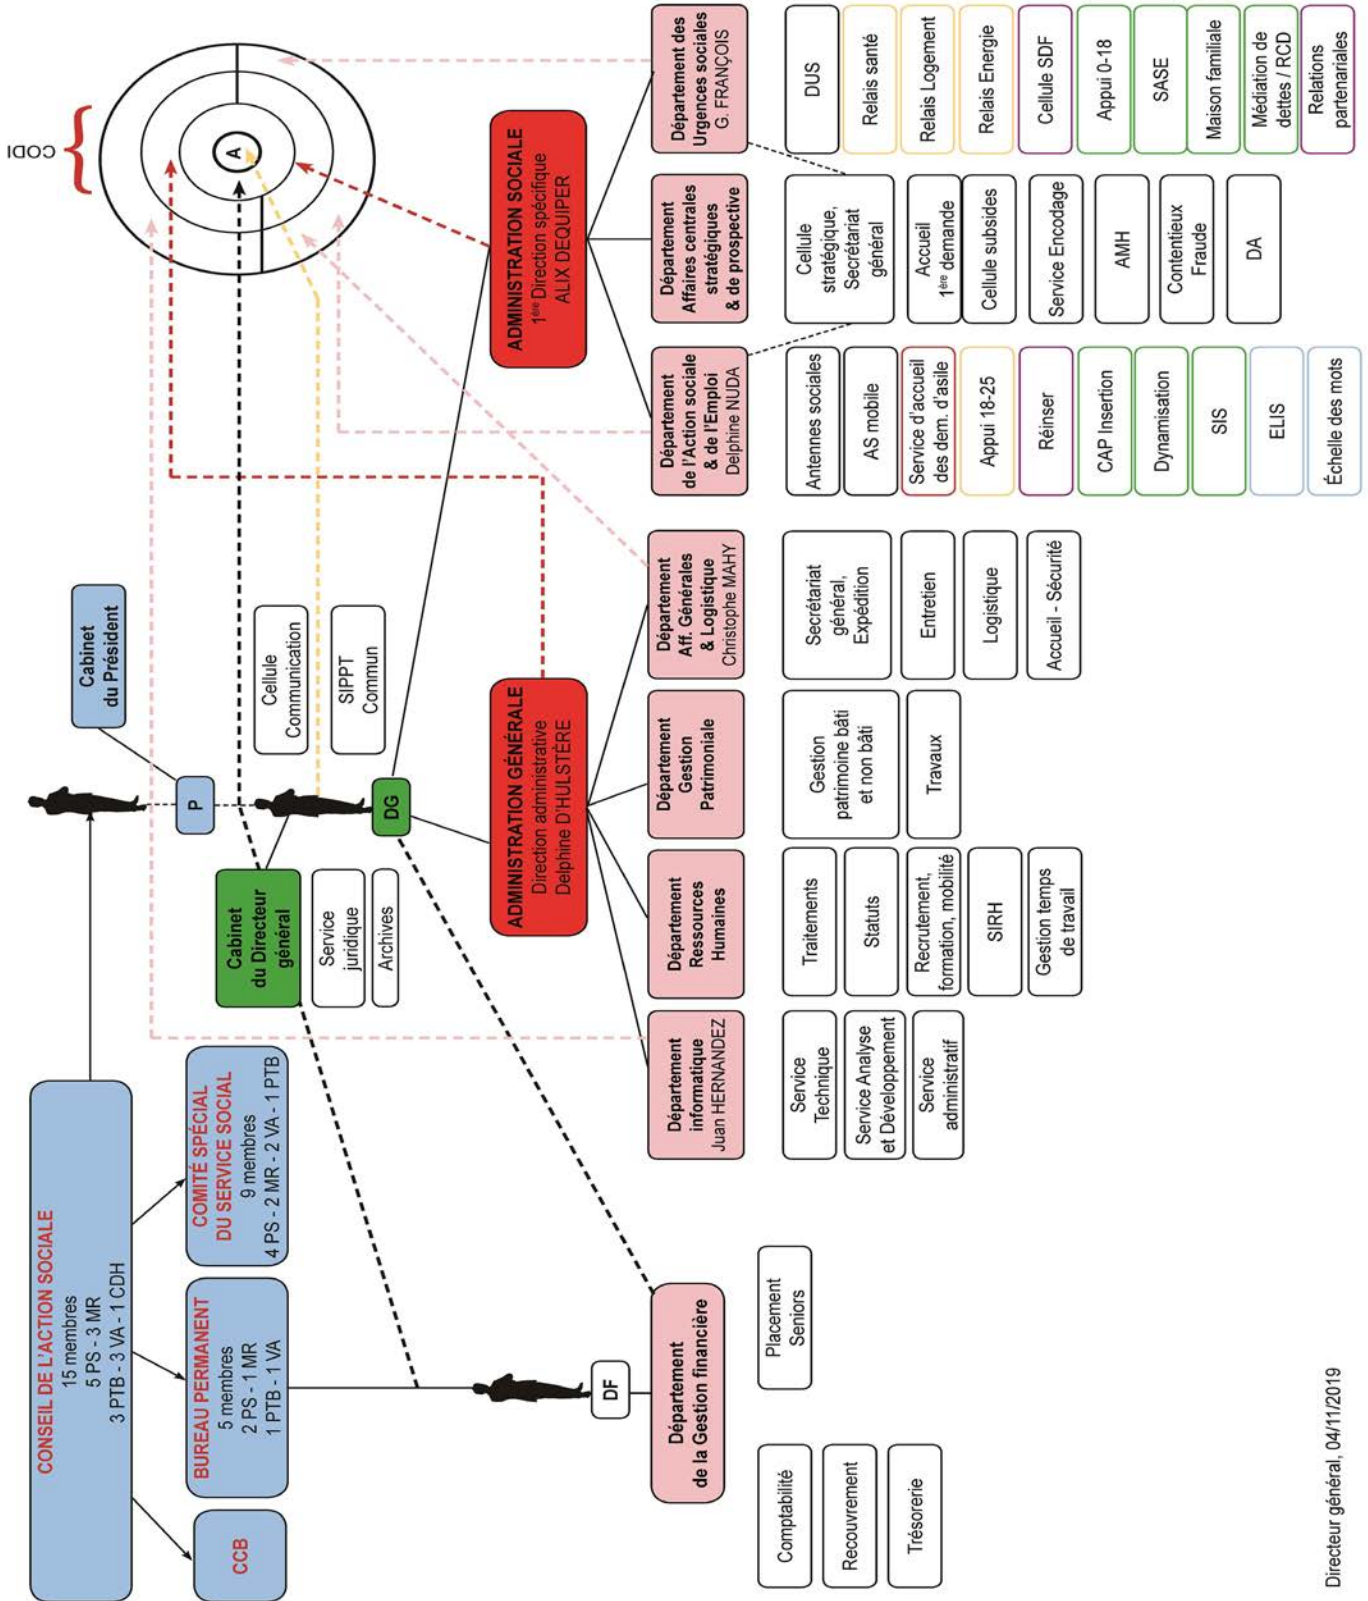 CONSEIL DE L'ACTION SOCIALE
15 membres
5 PS - 3 MR
3 PTB - 3 VA - 1 CDH
CCB
BUREAU PERMANENT
5 membres
2 PS - 1 MR
1 PTB - 1 VA
COMITÉ SPÉCIAL
DU SERVICE SOCIAL
9 membres
4 PS - 2 MR - 2 VA - 1 PTB
Cabinet
du Président
P
CODI
A
Cabinet
du Directeur
général
Service
juridique
Archives
Cellule
Communication
SIPPT
Commun
DG
DF
Département
de la Gestion financière
Comptabilité
Recouvrement
Trésorerie
Placement
Seniors
ADMINISTRATION GÉNÉRALE
Direction administrative
Delphine D'HULSTÈRE
ADMINISTRATION SOCIALE
1ère Direction spécifique
ALIX DEQUIPER
Département
informatique
Juan HERNANDEZ
Service
Technique
Service Analyse
et Développement
Service
administratif
Département
Ressources
Humaines
Traitements
Statuts
Recrutement,
formation, mobilité
SIRH
Gestion temps
de travail
Département
Gestion
Patrimoniale
Gestion
patrimoine bâti
et non bâti
Travaux
Département
Aff. Générales
& Logistique
Christophe MAHY
Secrétariat
général,
Expédition
Entretien
Logistique
Accueil - Sécurité
Département
de l'Action sociale
& de l'Emploi
Delphine NUDA
Antennes sociales
AS mobile
Service d'accueil
des dem. d'asile
Appui 18-25
Réinser
CAP Insertion
Dynamisation
SIS
ELIS
Échelle des mots
Département
Affaires centrales
stratégiques
& de prospective
Cellule
stratégique,
Secrétariat
général
Accueil
1ère demande
Cellule subsides
Service Encodage
AMH
Contentieux
Fraude
DA
Département des
Urgences sociales
G. FRANÇOIS
DUS
Relais santé
Relais Logement
Relais Energie
Cellule SDF
Appui 0-18
SASE
Maison familiale
Médiation de
dettes / RCD
Relations
partenariales
Directeur général, 04/11/2019